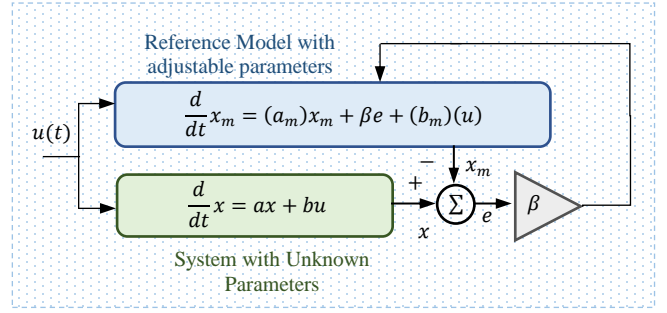 Reference Model with
adjustable parameters
d/dt x_m = (a_m)x_m + βe + (b_m)(u)
u(t)
−
x_m
+
d/dt x = ax + bu
Σ
β
x
e
System with Unknown
Parameters